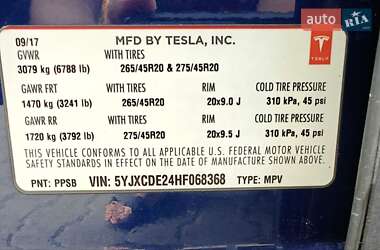 auto RIA.com
09/17 MFD BY TESLA, INC.
GVWR WITH TIRES
3079 kg (6788 lb) 265/45R20 & 275/45R20
TESLA
GAWR FRT WITH TIRES RIM COLD TIRE PRESSURE
1470 kg (3241 lb) 265/45R20 20x9.0 J 310 kPa, 45 psi
GAWR RR WITH TIRES RIM COLD TIRE PRESSURE
1720 kg (3792 lb) 275/45R20 20x9.5 J 310 kPa, 45 psi
THIS VEHICLE CONFORMS TO ALL APPLICABLE U.S. FEDERAL MOTOR VEHICLE
SAFETY STANDARDS IN EFFECT ON THE DATE OF MANUFACTURE SHOWN ABOVE.
PNT: PPSB VIN: 5YJXCDE24HF068368 TYPE: MPV